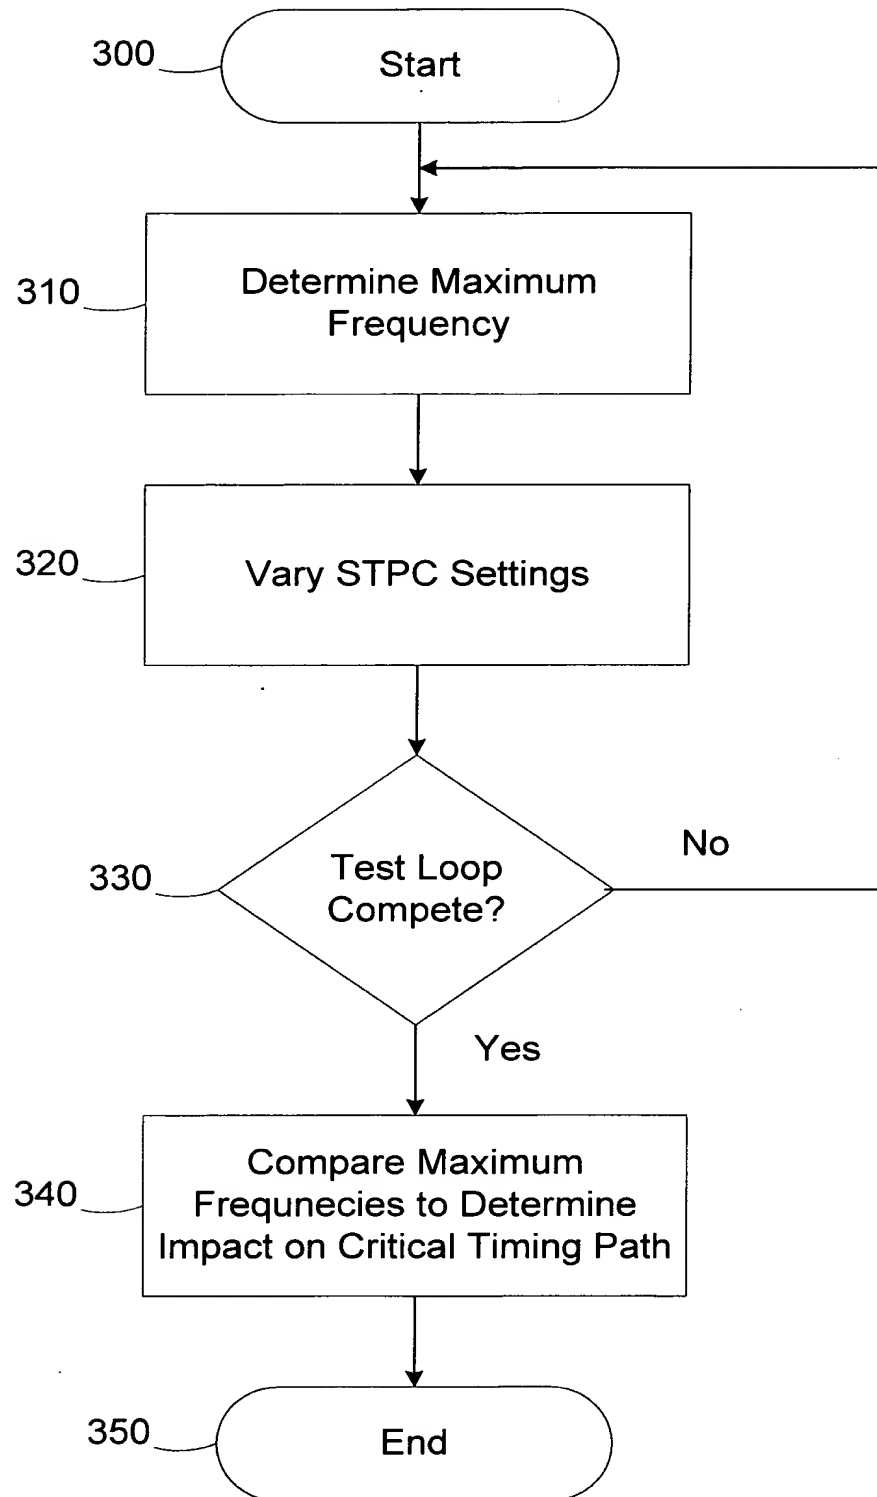 300
Start
310
Determine Maximum
Frequency
320
Vary STPC Settings
330
Test Loop
Compete?
No
Yes
340
Compare Maximum
Frequnecies to Determine
Impact on Critical Timing Path
350
End